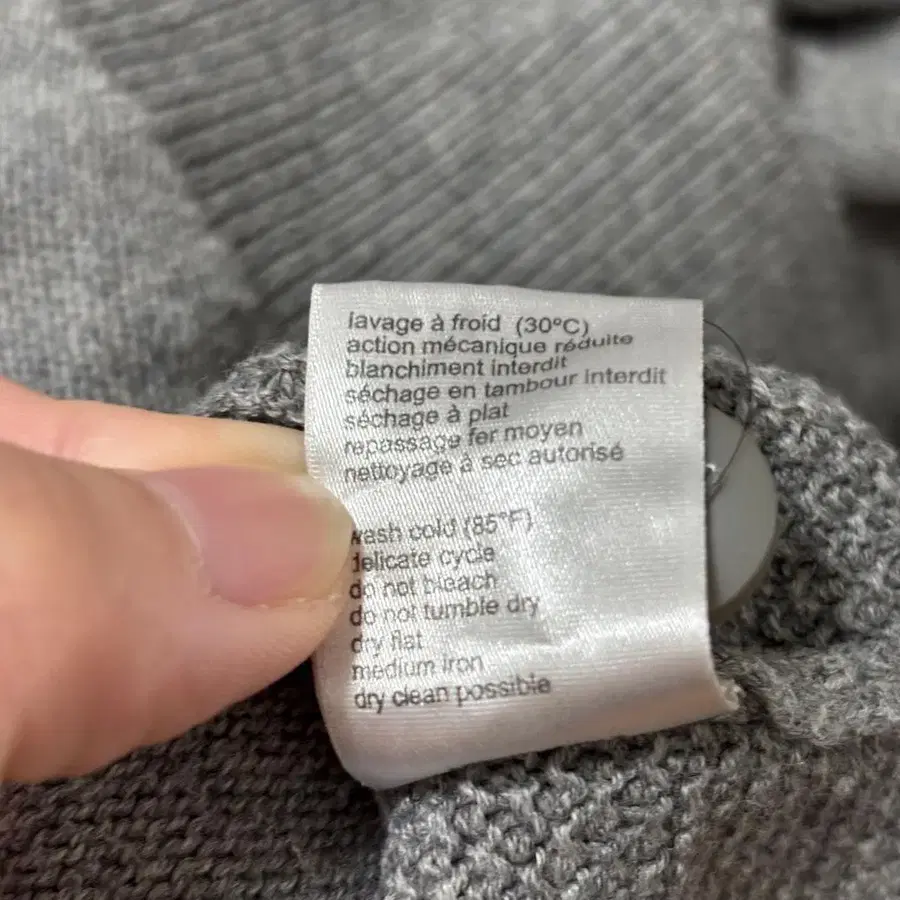 lavage à froid (30°C)
action mécanique réduite
blanchiment interdit
séchage en tambour interdit
séchage à plat
repassage fer moyen
nettoyage à sec autorisé
wash cold (85°F)
delicate cycle
do not bleach
do not tumble dry
dry flat
medium iron
dry clean possible